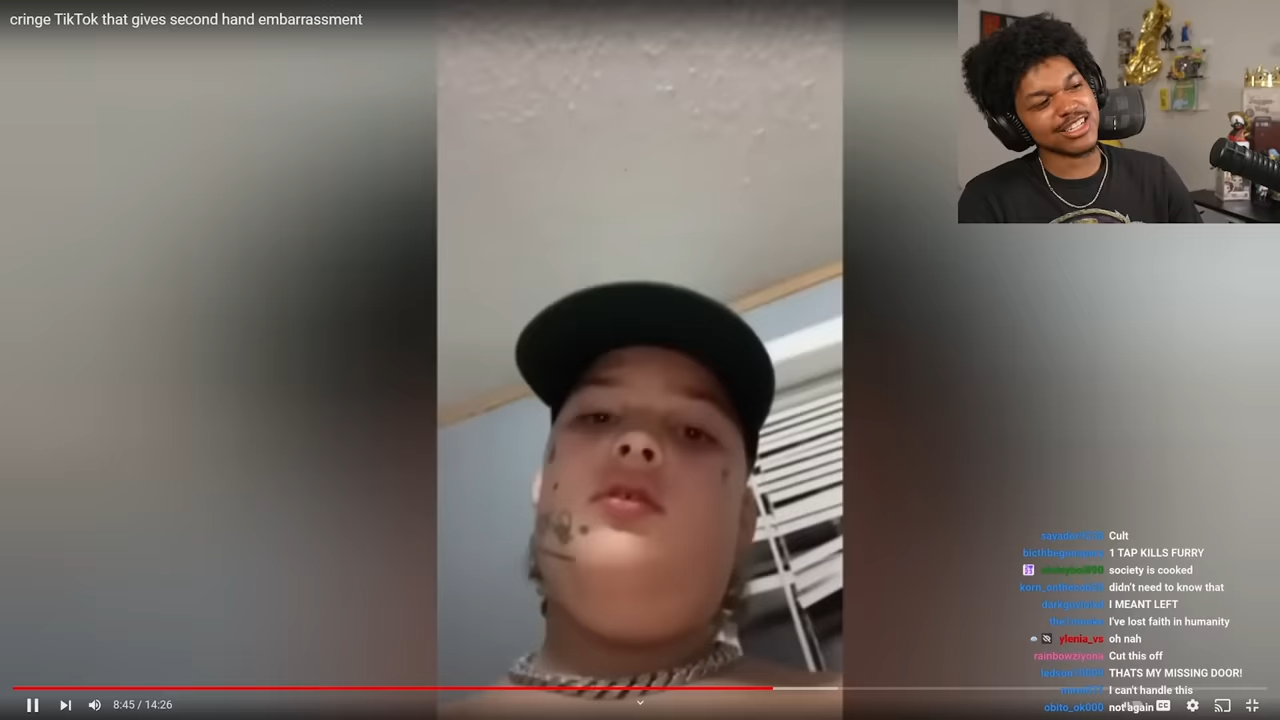 cringe TikTok that gives second hand embarrassment
Cult
1 TAP KILLS FURRY
society is cooked
didn't need to know that
I MEANT LEFT
I've lost faith in humanity
ylenia_vs oh nah
rainbowziyona Cut this off
THATS MY MISSING DOOR!
I can't handle this
obito_ok000 not again
8:45 / 14:26